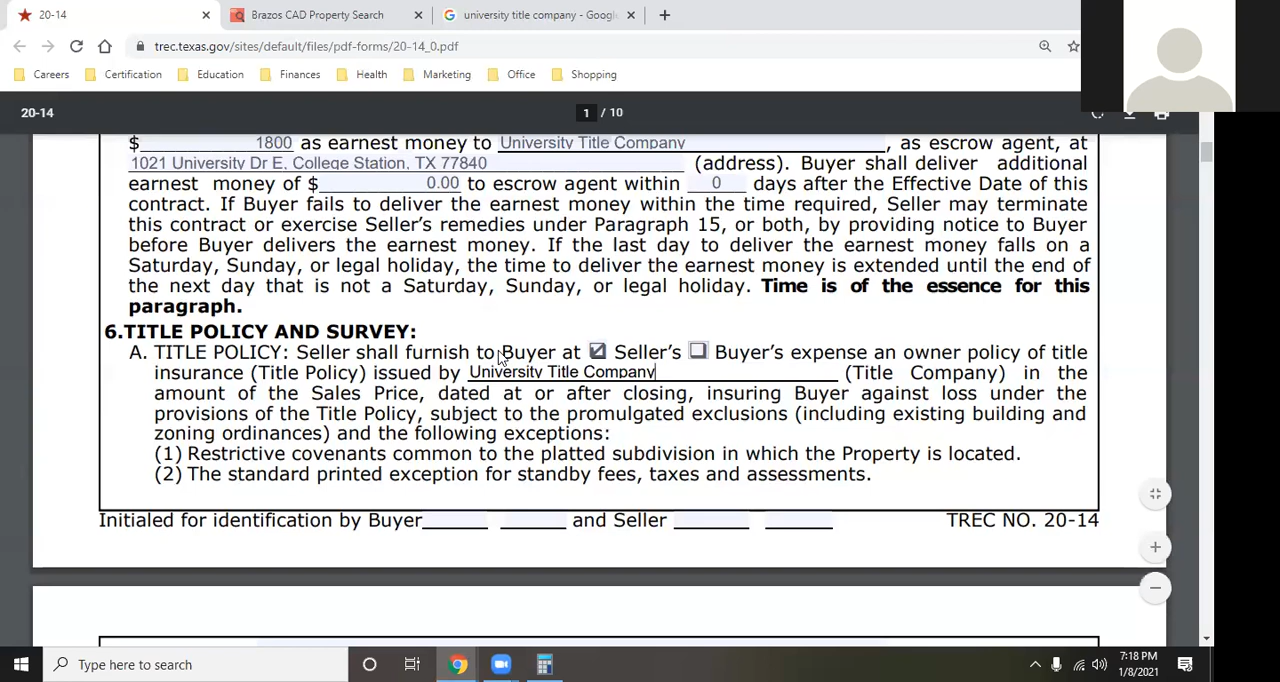 20-14
Brazos CAD Property Search
university title company - Google
trec.texas.gov/sites/default/files/pdf-forms/20-14_0.pdf
Careers Certification Education Finances Health Marketing Office Shopping
20-14 1 / 10
$ 1800 as earnest money to University Title Company , as escrow agent, at
1021 University Dr E, College Station, TX 77840 (address). Buyer shall deliver additional
earnest money of $ 0.00 to escrow agent within 0 days after the Effective Date of this
contract. If Buyer fails to deliver the earnest money within the time required, Seller may terminate
this contract or exercise Seller's remedies under Paragraph 15, or both, by providing notice to Buyer
before Buyer delivers the earnest money. If the last day to deliver the earnest money falls on a
Saturday, Sunday, or legal holiday, the time to deliver the earnest money is extended until the end of
the next day that is not a Saturday, Sunday, or legal holiday. Time is of the essence for this
paragraph.
6.TITLE POLICY AND SURVEY:
A. TITLE POLICY: Seller shall furnish to Buyer at Seller's Buyer's expense an owner policy of title
insurance (Title Policy) issued by University Title Company (Title Company) in the
amount of the Sales Price, dated at or after closing, insuring Buyer against loss under the
provisions of the Title Policy, subject to the promulgated exclusions (including existing building and
zoning ordinances) and the following exceptions:
(1) Restrictive covenants common to the platted subdivision in which the Property is located.
(2) The standard printed exception for standby fees, taxes and assessments.
Initialed for identification by Buyer and Seller TREC NO. 20-14
Type here to search
7:18 PM
1/8/2021